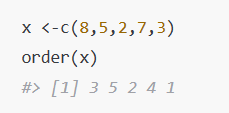 x <-c(8,5,2,7,3)
order(x)
#> [1] 3 5 2 4 1